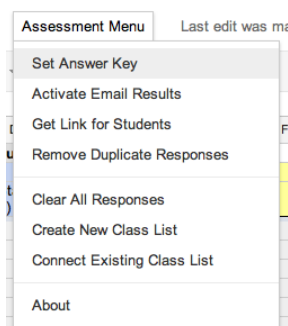 Assessment Menu Last edit was
Set Answer Key
Activate Email Results
Get Link for Students
Remove Duplicate Responses
Clear All Responses
Create New Class List
Connect Existing Class List
About